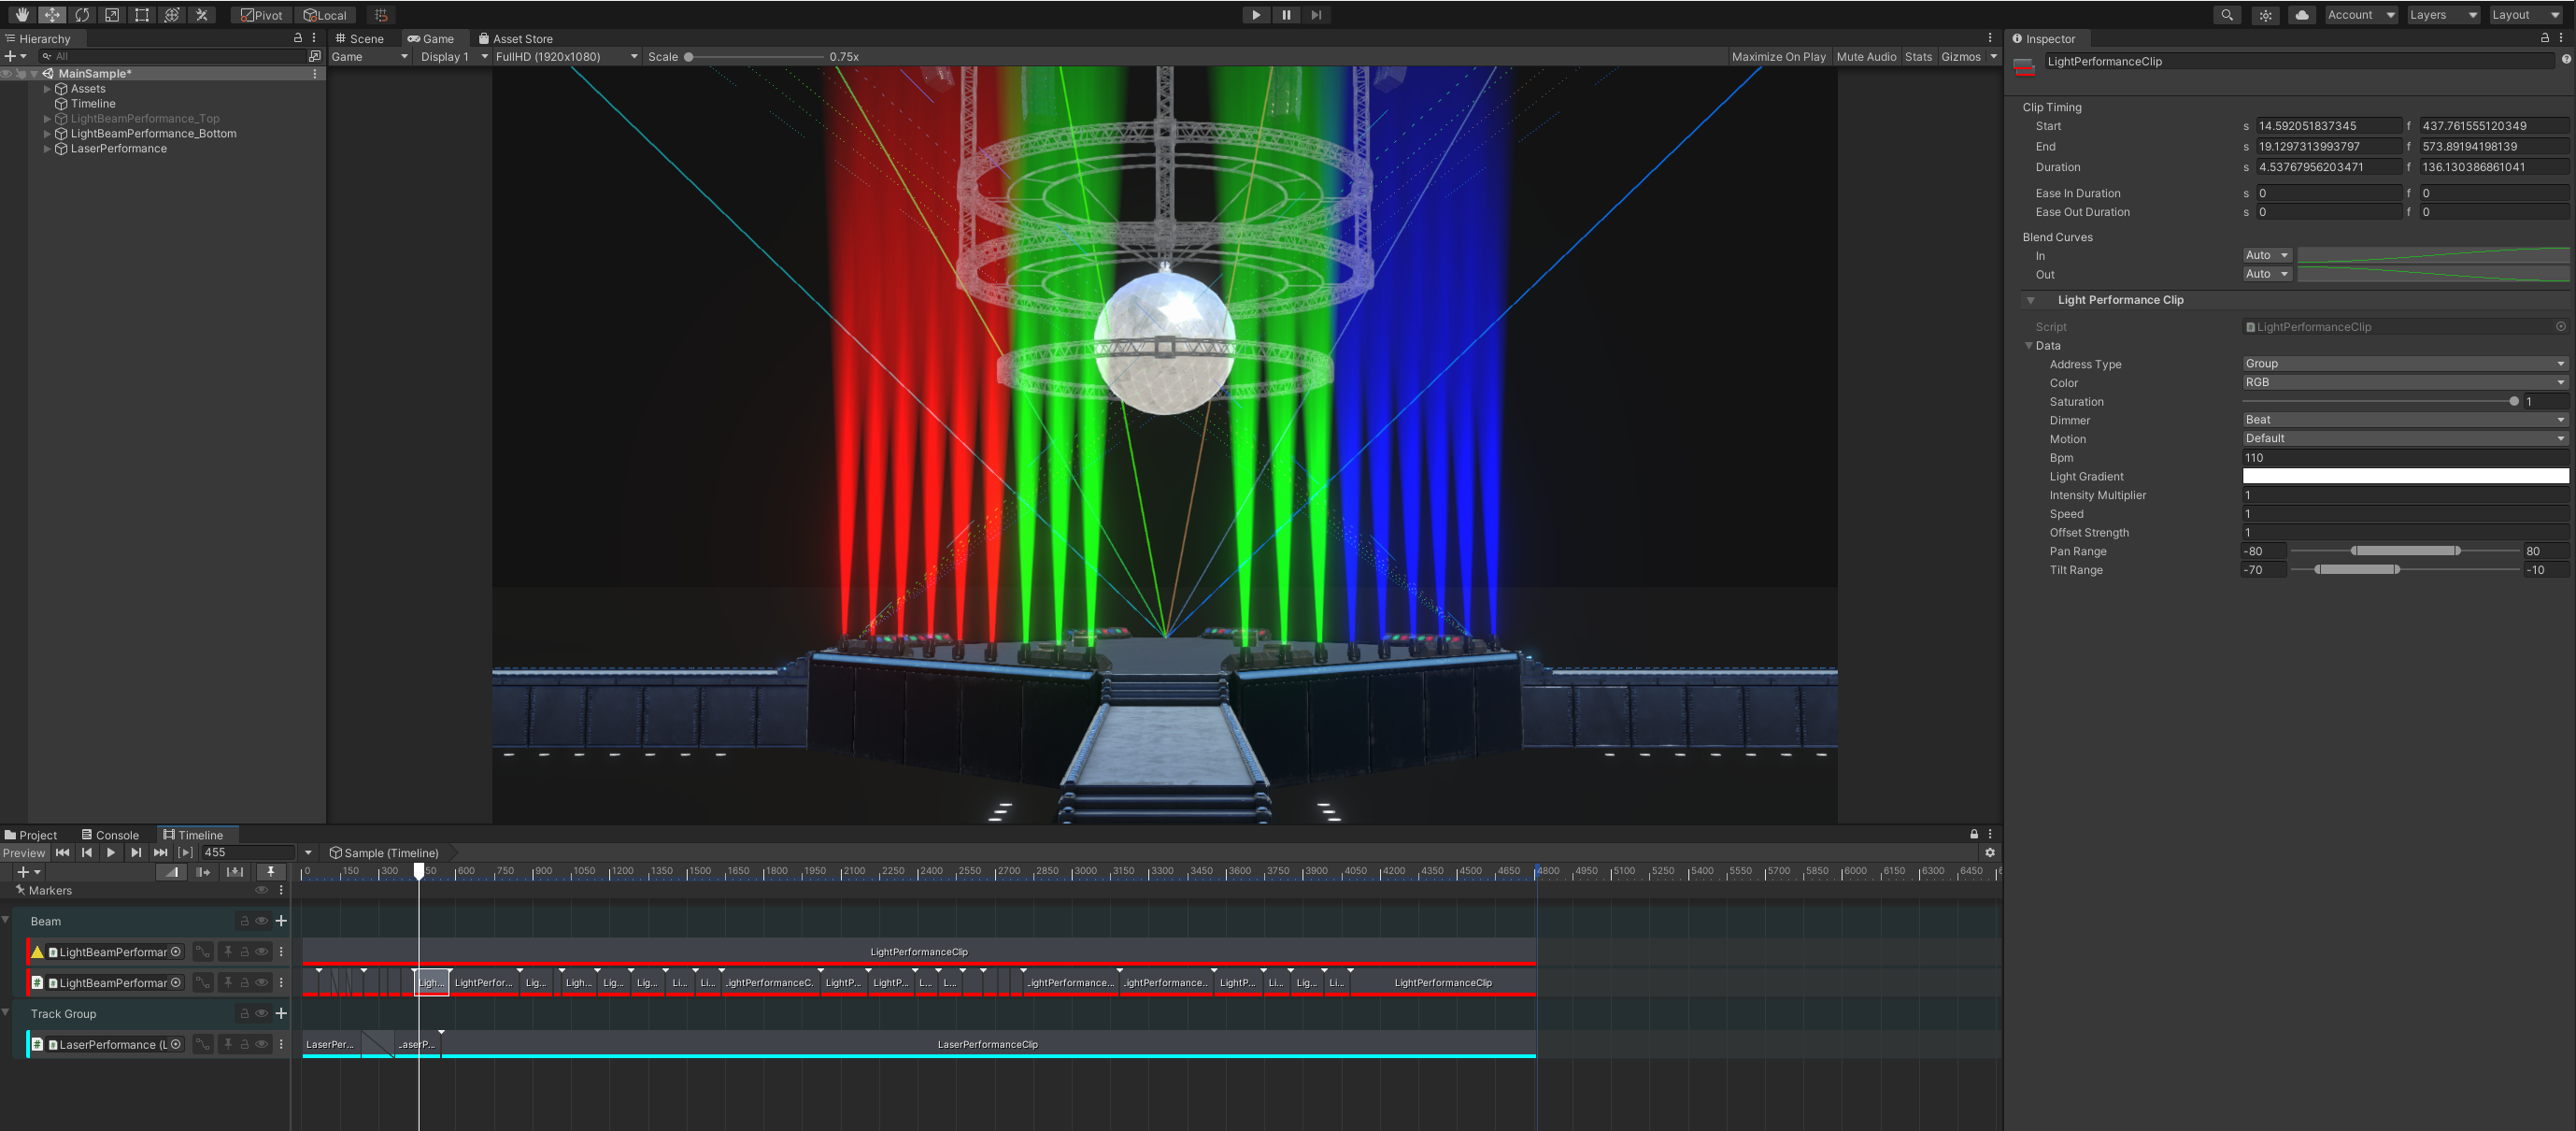 Pivot Local Account Layers Layout
Hierarchy
All
MainSample*
Assets
Timeline
LightBeamPerformance_Top
LightBeamPerformance_Bottom
LaserPerformance
Scene Game Asset Store
Game Display 1 FullHD (1920x1080) Scale 0.75x Maximize On Play Mute Audio Stats Gizmos
Inspector
LightPerformanceClip
Clip Timing
Start s 14.592051837345 f 437.761555120349
End s 19.1297313993797 f 573.89194198139
Duration s 4.53767956203471 f 136.130386861041
Ease In Duration s 0 f 0
Ease Out Duration s 0 f 0
Blend Curves
In Auto
Out Auto
Light Performance Clip
Script LightPerformanceClip
Data
Address Type Group
Color RGB
Saturation 1
Dimmer Beat
Motion Default
Bpm 110
Light Gradient
Intensity Multiplier 1
Speed 1
Offset Strength 1
Pan Range -80 80
Tilt Range -70 -10
Project Console Timeline
Preview 455 Sample (Timeline)
0 150 300 50 600 750 900 1050 1200 1350 1500 1650 1800 1950 2100 2250 2400 2550 2700 2850 3000 3150 3300 3450 3600 3750 3900 4050 4200 4350 4500 4650 4800 4950 5100 5250 5400 5550 5700 5850 6000 6150 6300 6450 6
Markers
Beam
LightBeamPerformar LightPerformanceClip
LightBeamPerformar Ligh... LightPerfor... Lig... Ligh... Lig... Lig... Li... Li... .ightPerformanceC. LightP... LightP... L... L... .ightPerformance... .ightPerformance.. LightP... Li... Lig... Li... LightPerformanceClip
Track Group
LaserPerformance (L LaserPer... .aserP... LaserPerformanceClip